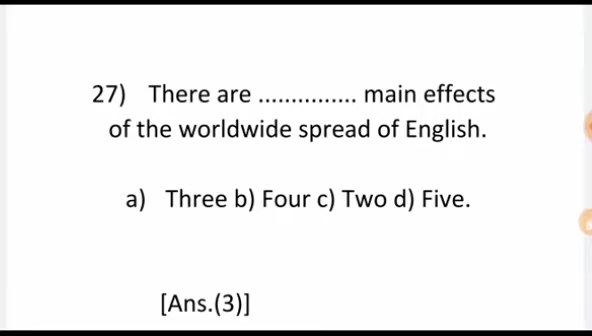 27) There are ............... main effects
of the worldwide spread of English.
a) Three b) Four c) Two d) Five.
[Ans.(3)]